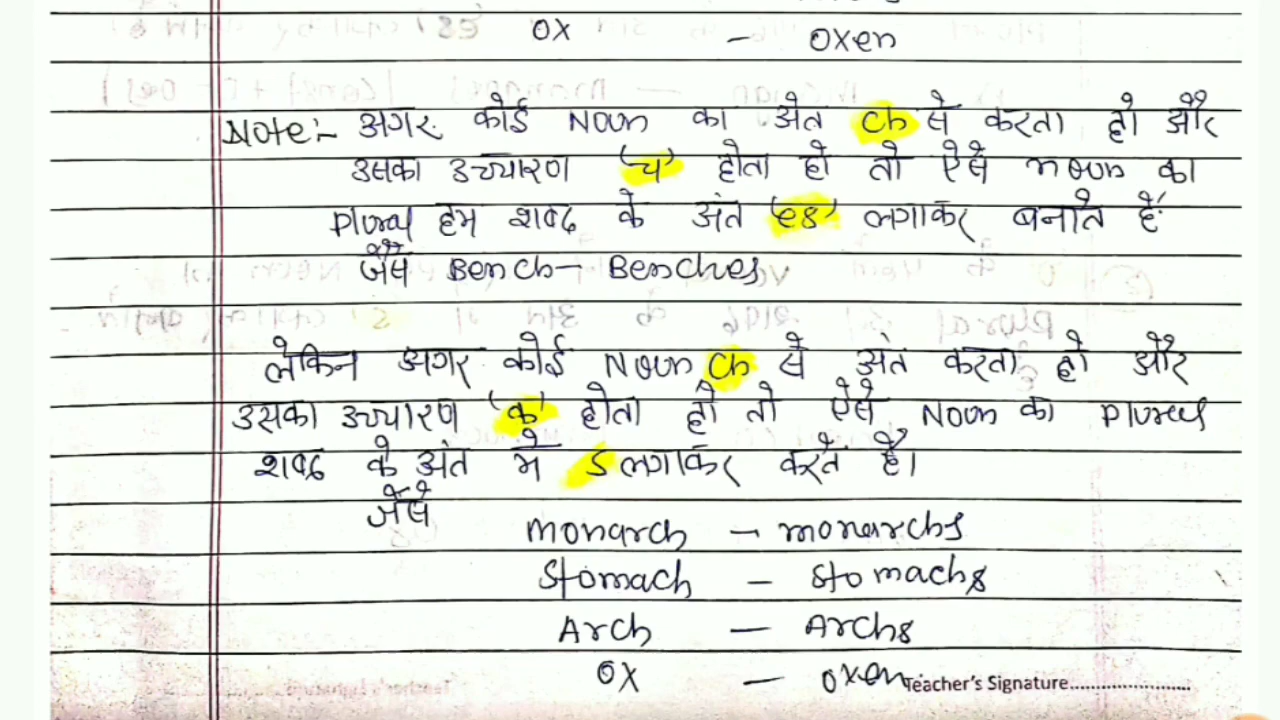 OX – Oxen
Note:- अगर कोई Noun का अंत Ch से करता हो और
उसका उच्चारण 'च' होता हो तो ऐसे noun का
Plural हम शब्द के अंत 'es' लगाकर बनाते हैं
जैसे Bench – Benches
लेकिन अगर कोई Noun Ch से अंत करता हो और
उसका उच्चारण 'क' होता हो तो ऐसे Noun का Plural
शब्द के अंत में S लगाकर करते हैं।
जैसे
monarch – monarchs
Stomach – Stomachs
Arch – Archs
OX – Oxen
Teacher's Signature........................